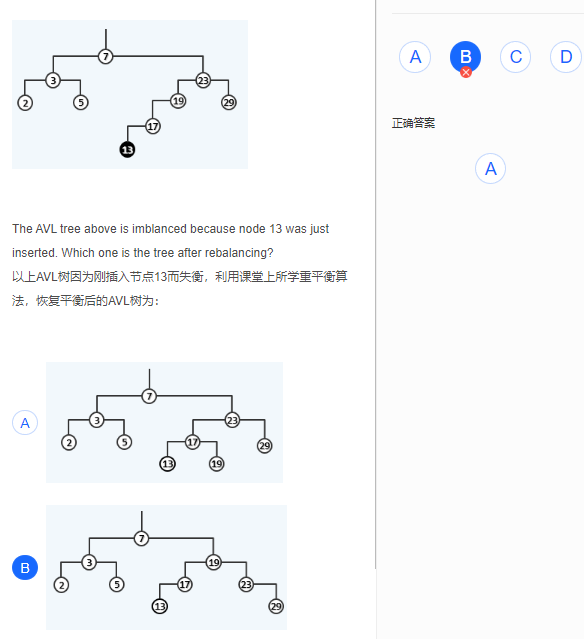 7
3
23
2
5
19
29
17
13
A
B
C
D
正确答案
A
The AVL tree above is imblanced because node 13 was just
inserted. Which one is the tree after rebalancing?
以上AVL树因为刚插入节点13而失衡，利用课堂上所学重平衡算
法，恢复平衡后的AVL树为：
A
7
3
23
2
5
17
29
13
19
B
7
3
19
2
5
17
23
13
29